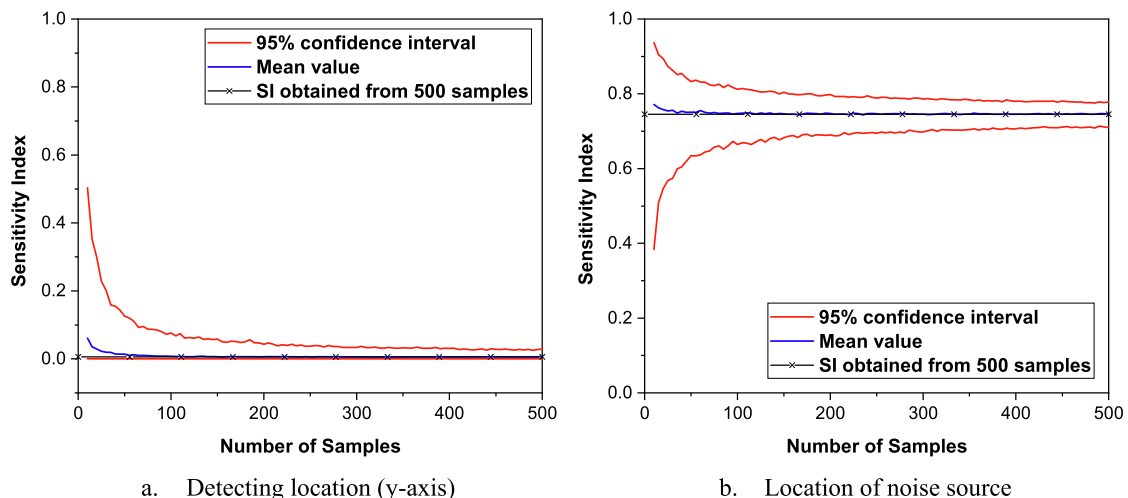 1.0
0.8
0.6
0.4
0.2
0.0
Sensitivity Index
95% confidence interval
Mean value
SI obtained from 500 samples
0 100 200 300 400 500
Number of Samples
a. Detecting location (y-axis)
1.0
0.8
0.6
0.4
0.2
0.0
Sensitivity Index
95% confidence interval
Mean value
SI obtained from 500 samples
0 100 200 300 400 500
Number of Samples
b. Location of noise source